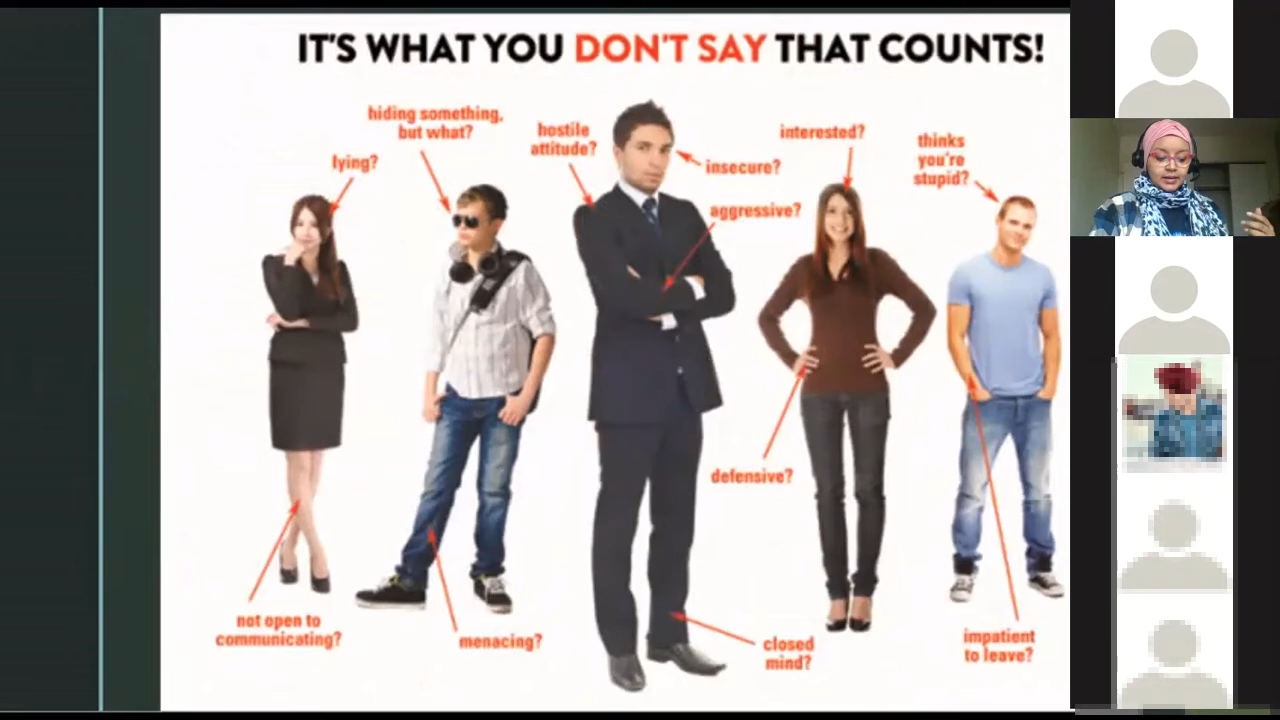 IT'S WHAT YOU DON'T SAY THAT COUNTS!
hiding something,
but what?
lying?
hostile
attitude?
insecure?
aggressive?
interested?
thinks
you're
stupid?
defensive?
not open to
communicating?
menacing?
closed
mind?
impatient
to leave?